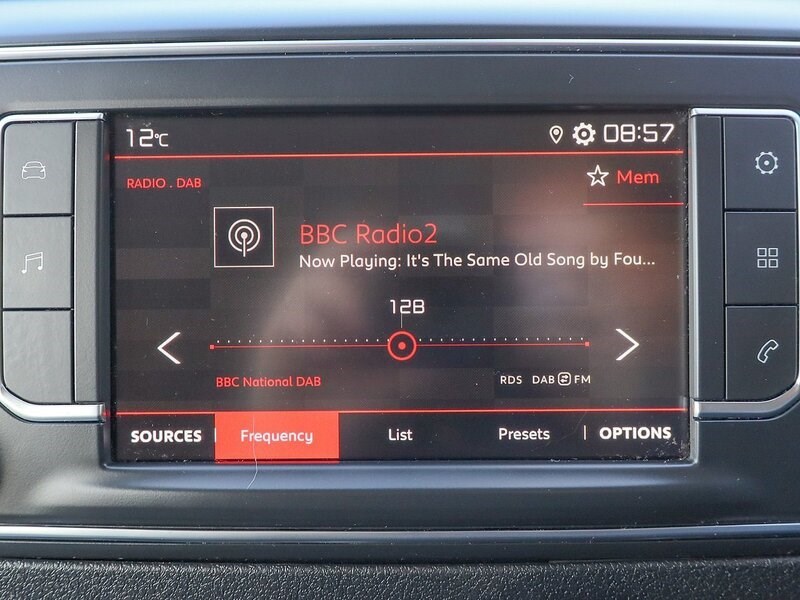 12°C 08:57
RADIO . DAB
Mem
BBC Radio2
Now Playing: It's The Same Old Song by Fou...
12B
BBC National DAB
RDS DAB FM
SOURCES Frequency List Presets OPTIONS